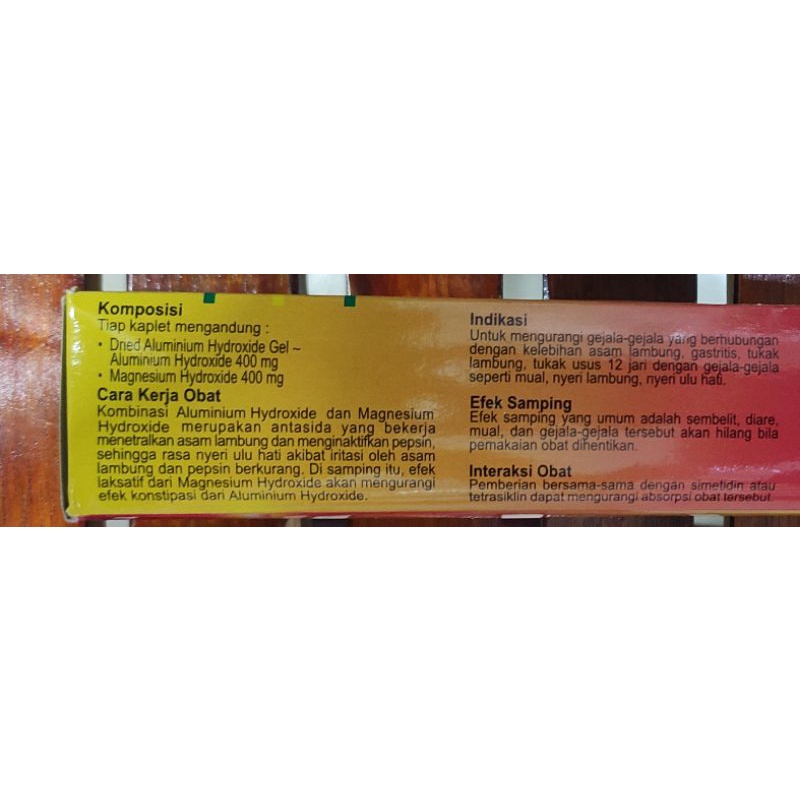 Komposisi
Tiap kaplet mengandung :
• Dried Aluminium Hydroxide Gel ~
Aluminium Hydroxide 400 mg
• Magnesium Hydroxide 400 mg
Cara Kerja Obat
Kombinasi Aluminium Hydroxide dan Magnesium
Hydroxide merupakan antasida yang bekerja
menetralkan asam lambung dan menginaktifkan pepsin,
sehingga rasa nyeri ulu hati akibat iritasi oleh asam
lambung dan pepsin berkurang. Di samping itu, efek
laksatif dari Magnesium Hydroxide akan mengurangi
efek konstipasi dari Aluminium Hydroxide.
Indikasi
Untuk mengurangi gejala-gejala yang berhubungan
dengan kelebihan asam lambung, gastritis, tukak
lambung, tukak usus 12 jari dengan gejala-gejala
seperti mual, nyeri lambung, nyeri ulu hati.
Efek Samping
Efek samping yang umum adalah sembelit, diare,
mual, dan gejala-gejala tersebut akan hilang bila
pemakaian obat dihentikan.
Interaksi Obat
Pemberian bersama-sama dengan simetidin atau
tetrasiklin dapat mengurangi absorpsi obat tersebut.